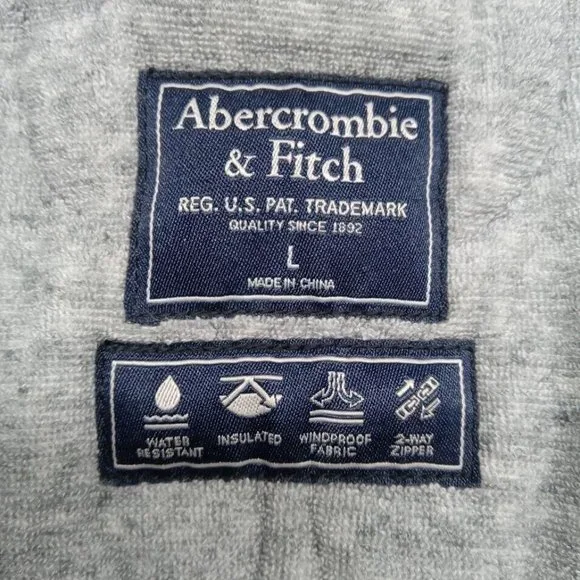 Abercrombie
& Fitch
REG. U.S. PAT. TRADEMARK
QUALITY SINCE 1892
L
MADE IN CHINA
WATER
RESISTANT
INSULATED
WINDPROOF
FABRIC
2-WAY
ZIPPER